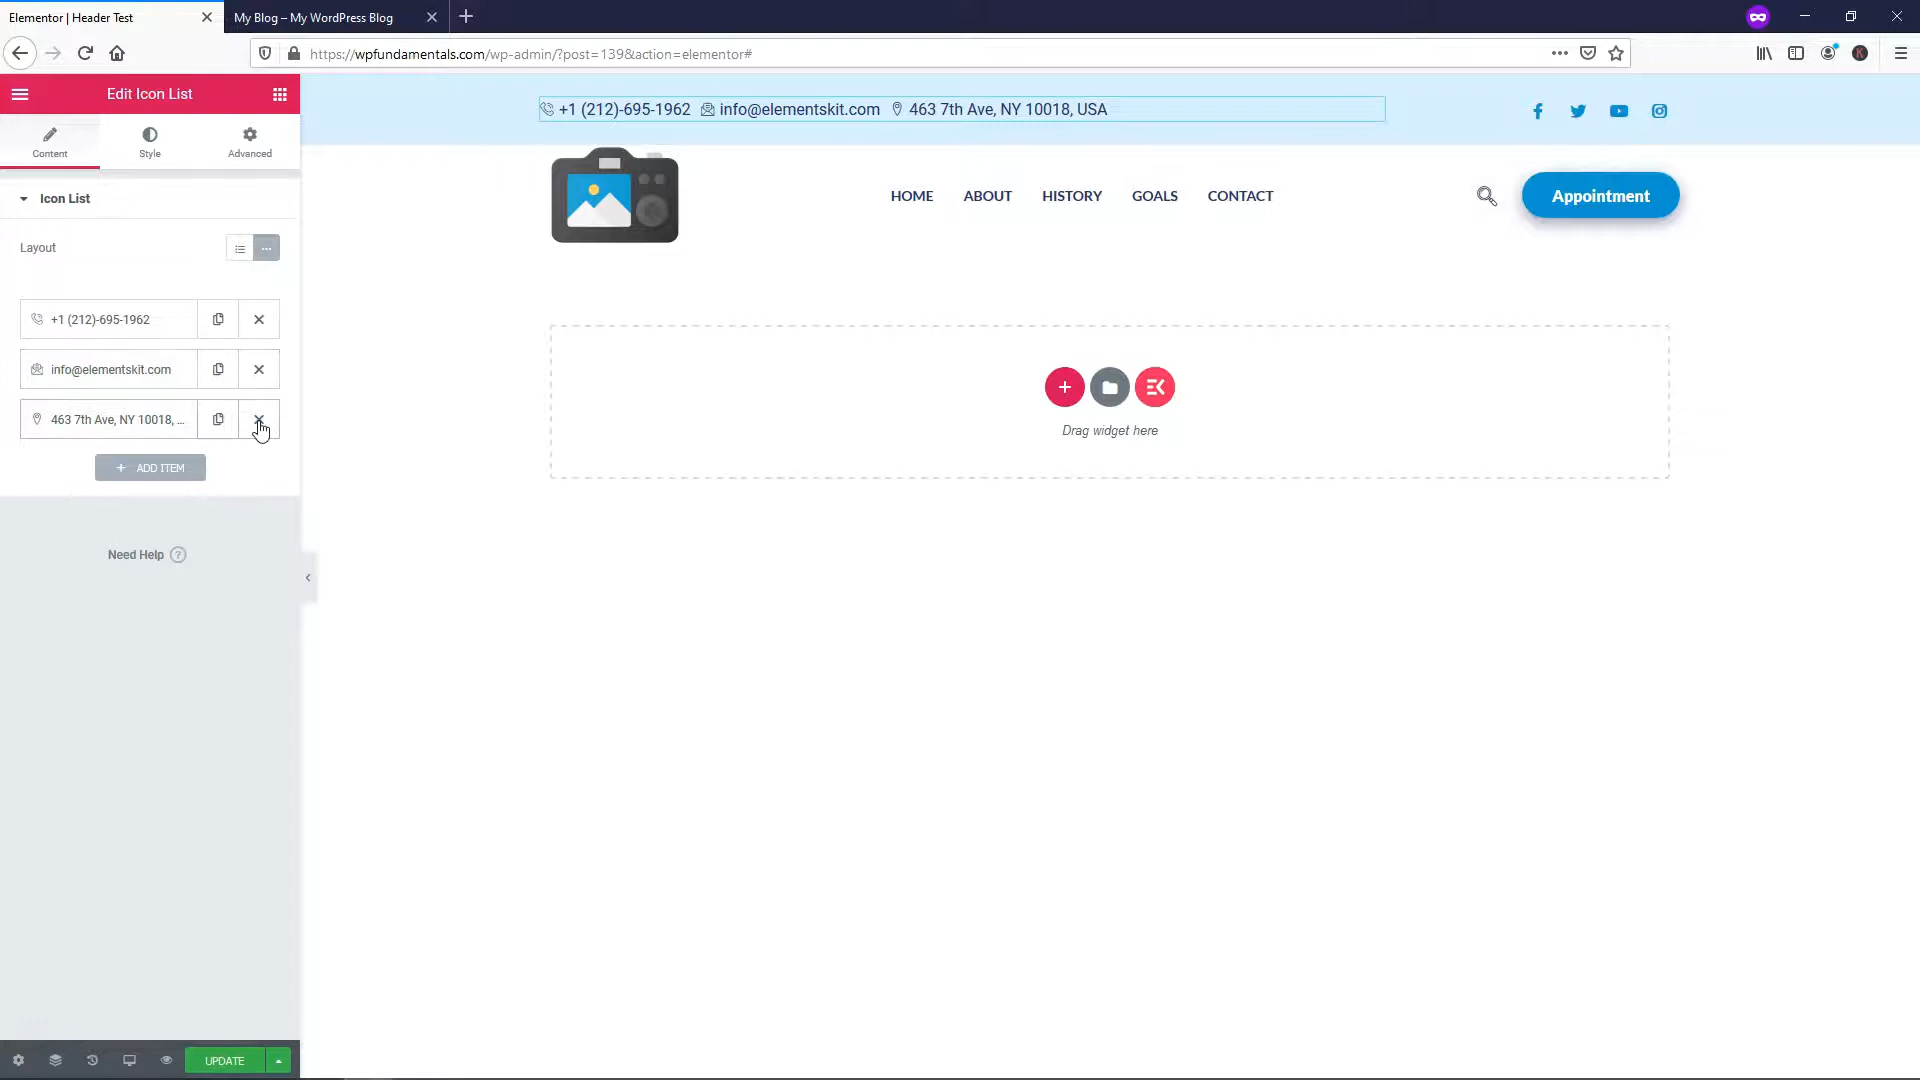 Elementor | Header Test
My Blog – My WordPress Blog
https://wpfundamentals.com/wp-admin/?post=139&action=elementor#
Edit Icon List
Content
Style
Advanced
Icon List
Layout
+1 (212)-695-1962
info@elementskit.com
463 7th Ave, NY 10018, ...
+ ADD ITEM
Need Help ?
UPDATE
+1 (212)-695-1962 info@elementskit.com 463 7th Ave, NY 10018, USA
HOME ABOUT HISTORY GOALS CONTACT
Appointment
Drag widget here